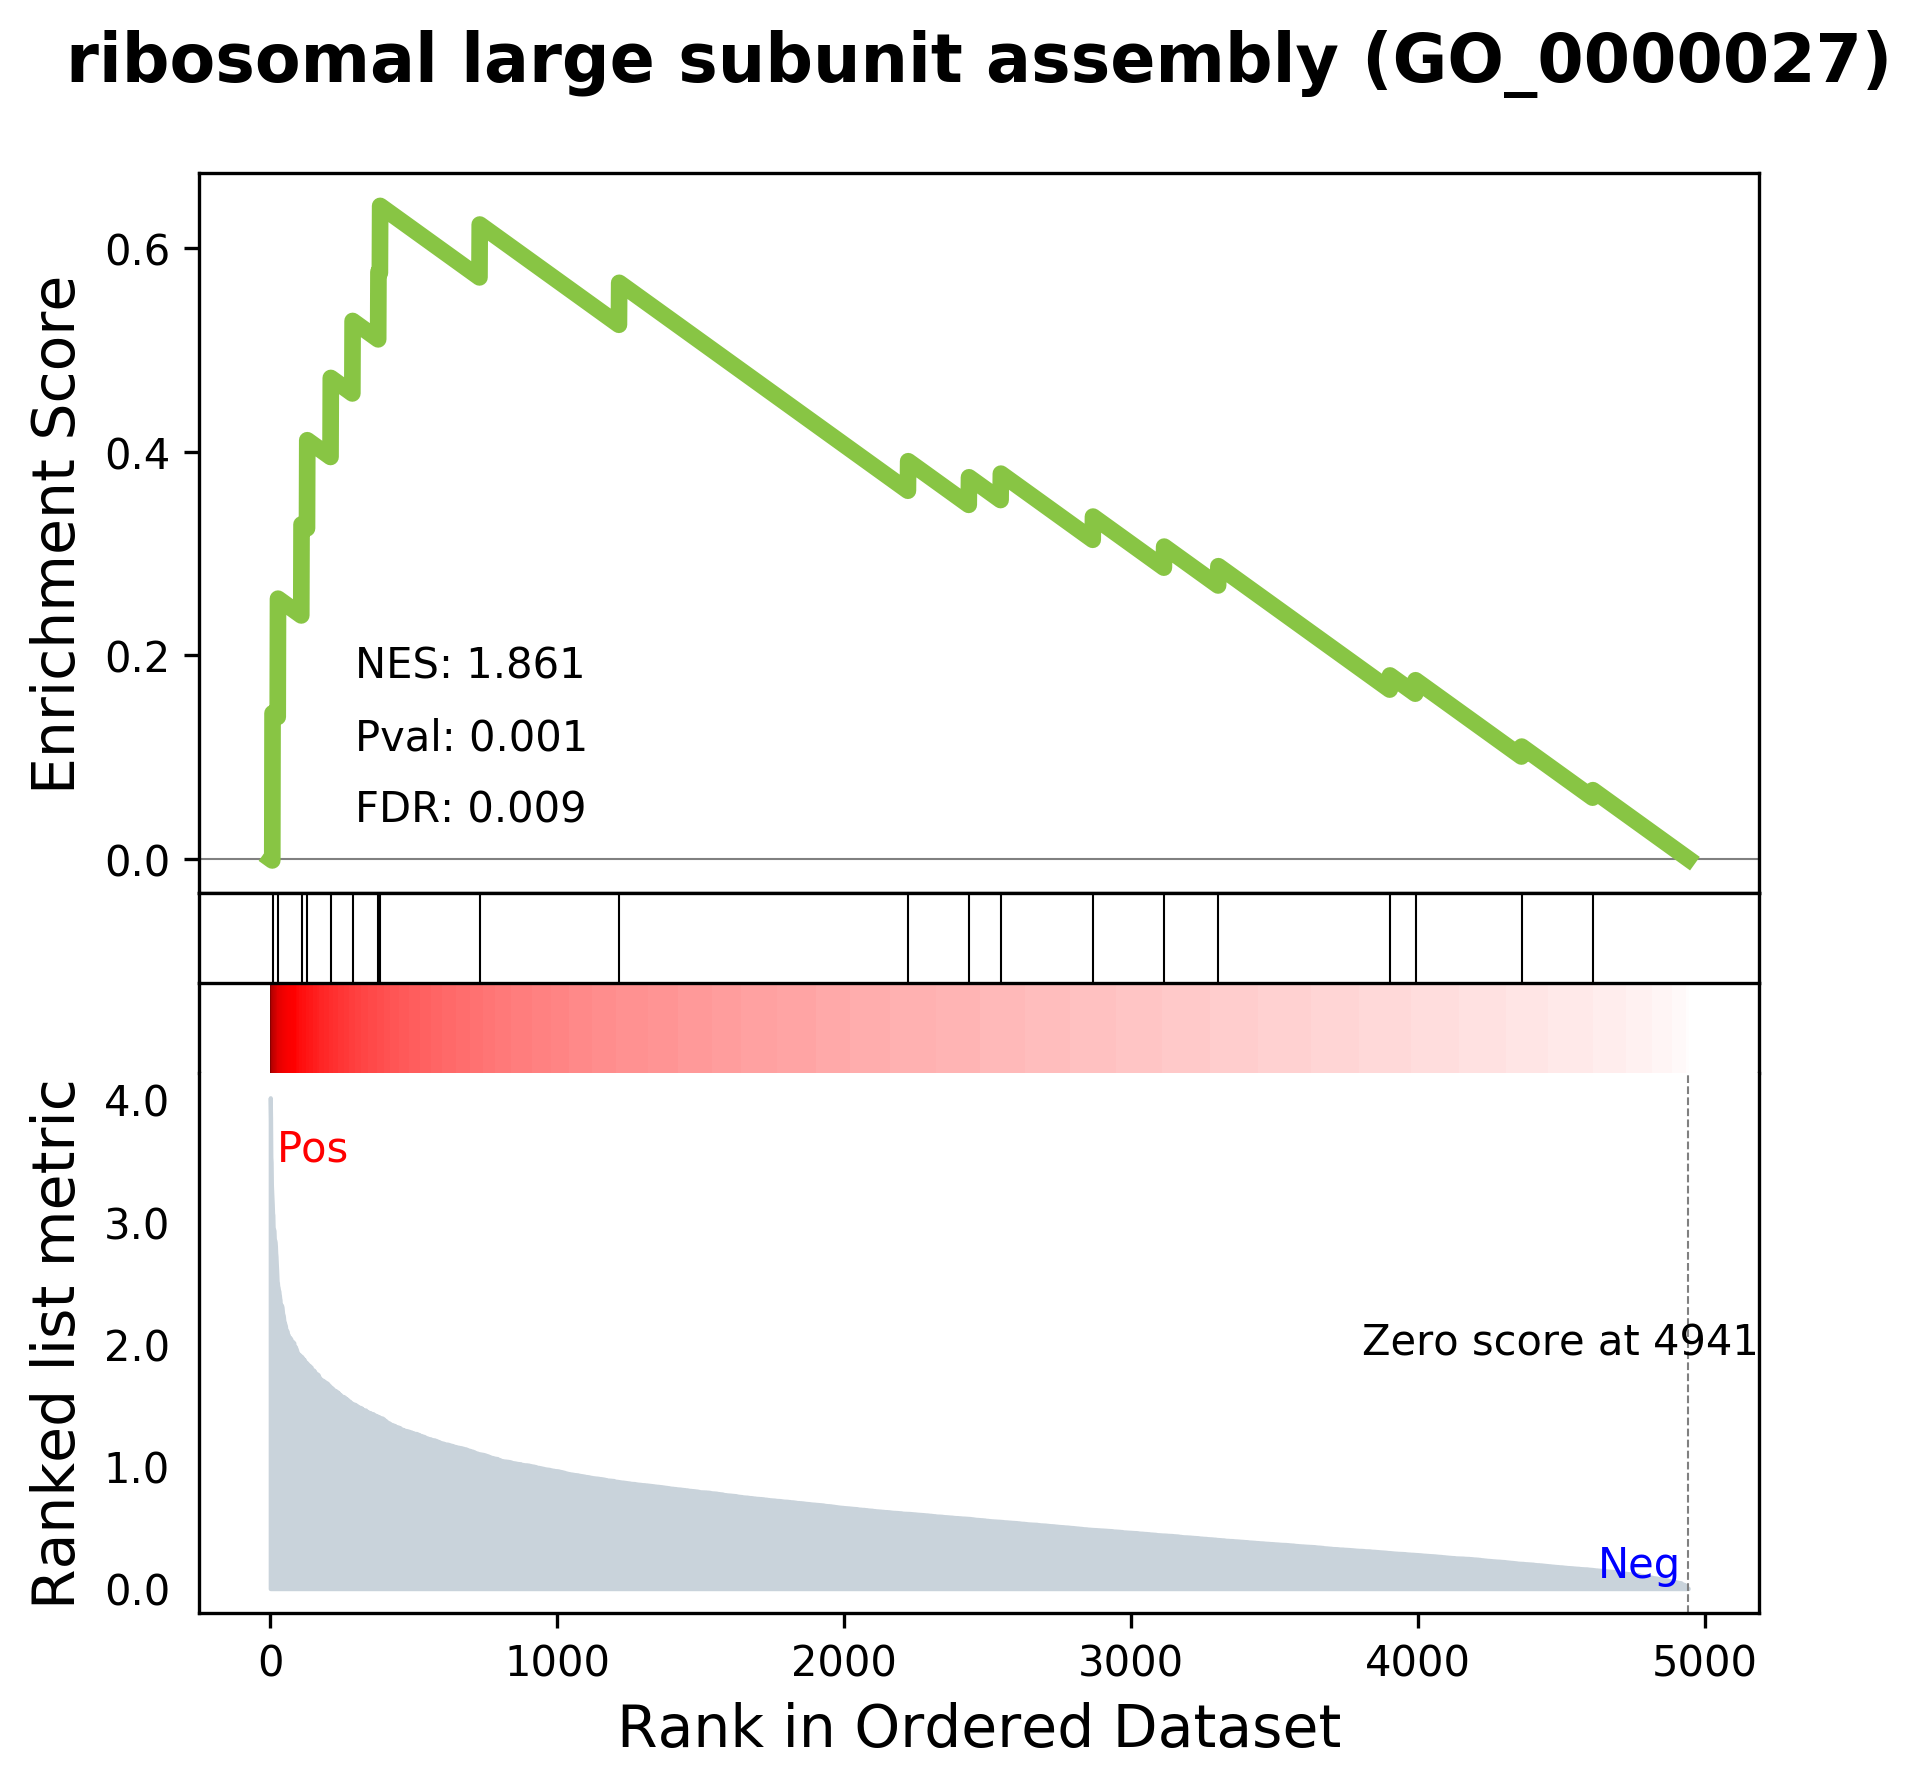 ribosomal large subunit assembly (GO_0000027)
Enrichment Score
0.6
0.4
0.2
0.0
NES: 1.861
Pval: 0.001
FDR: 0.009
Ranked list metric
4.0
3.0
2.0
1.0
0.0
Pos
Zero score at 4941
Neg
0 1000 2000 3000 4000 5000
Rank in Ordered Dataset